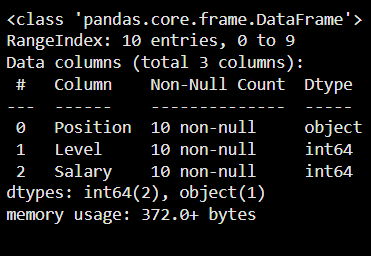 <class 'pandas.core.frame.DataFrame'>
RangeIndex: 10 entries, 0 to 9
Data columns (total 3 columns):
 #   Column    Non-Null Count  Dtype
---  ------    --------------  -----
 0   Position  10 non-null     object
 1   Level     10 non-null     int64
 2   Salary    10 non-null     int64
dtypes: int64(2), object(1)
memory usage: 372.0+ bytes